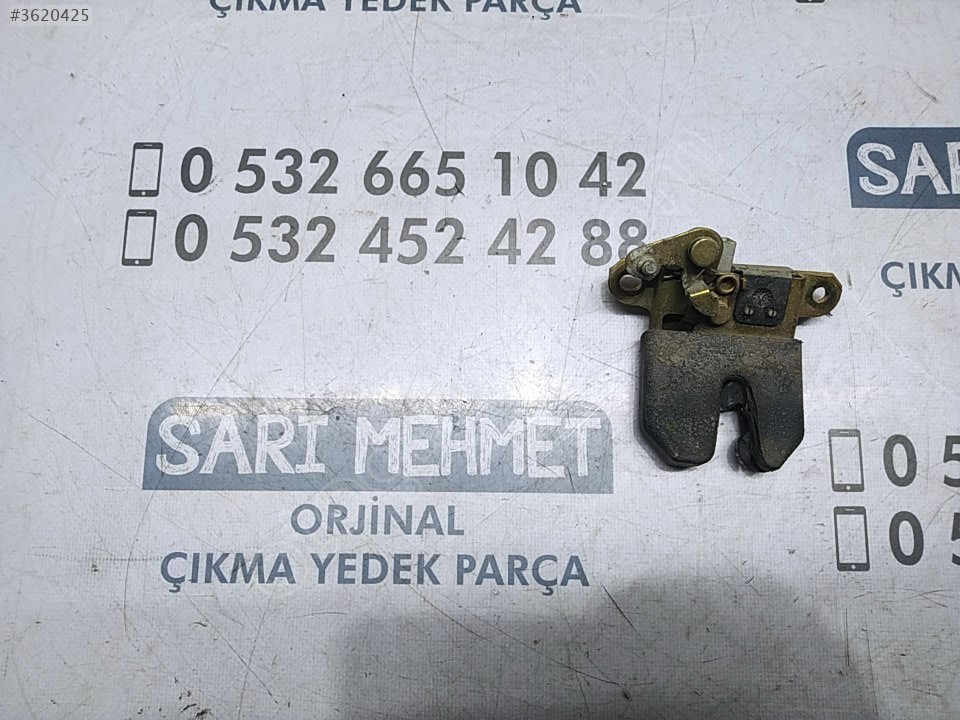 #3620425
ÇIKMA YEDEK PARÇA
0 532 665 10 42
0 532 452 42 88
SARI MEHMET
ORJİNAL
ÇIKMA YEDEK PARÇA